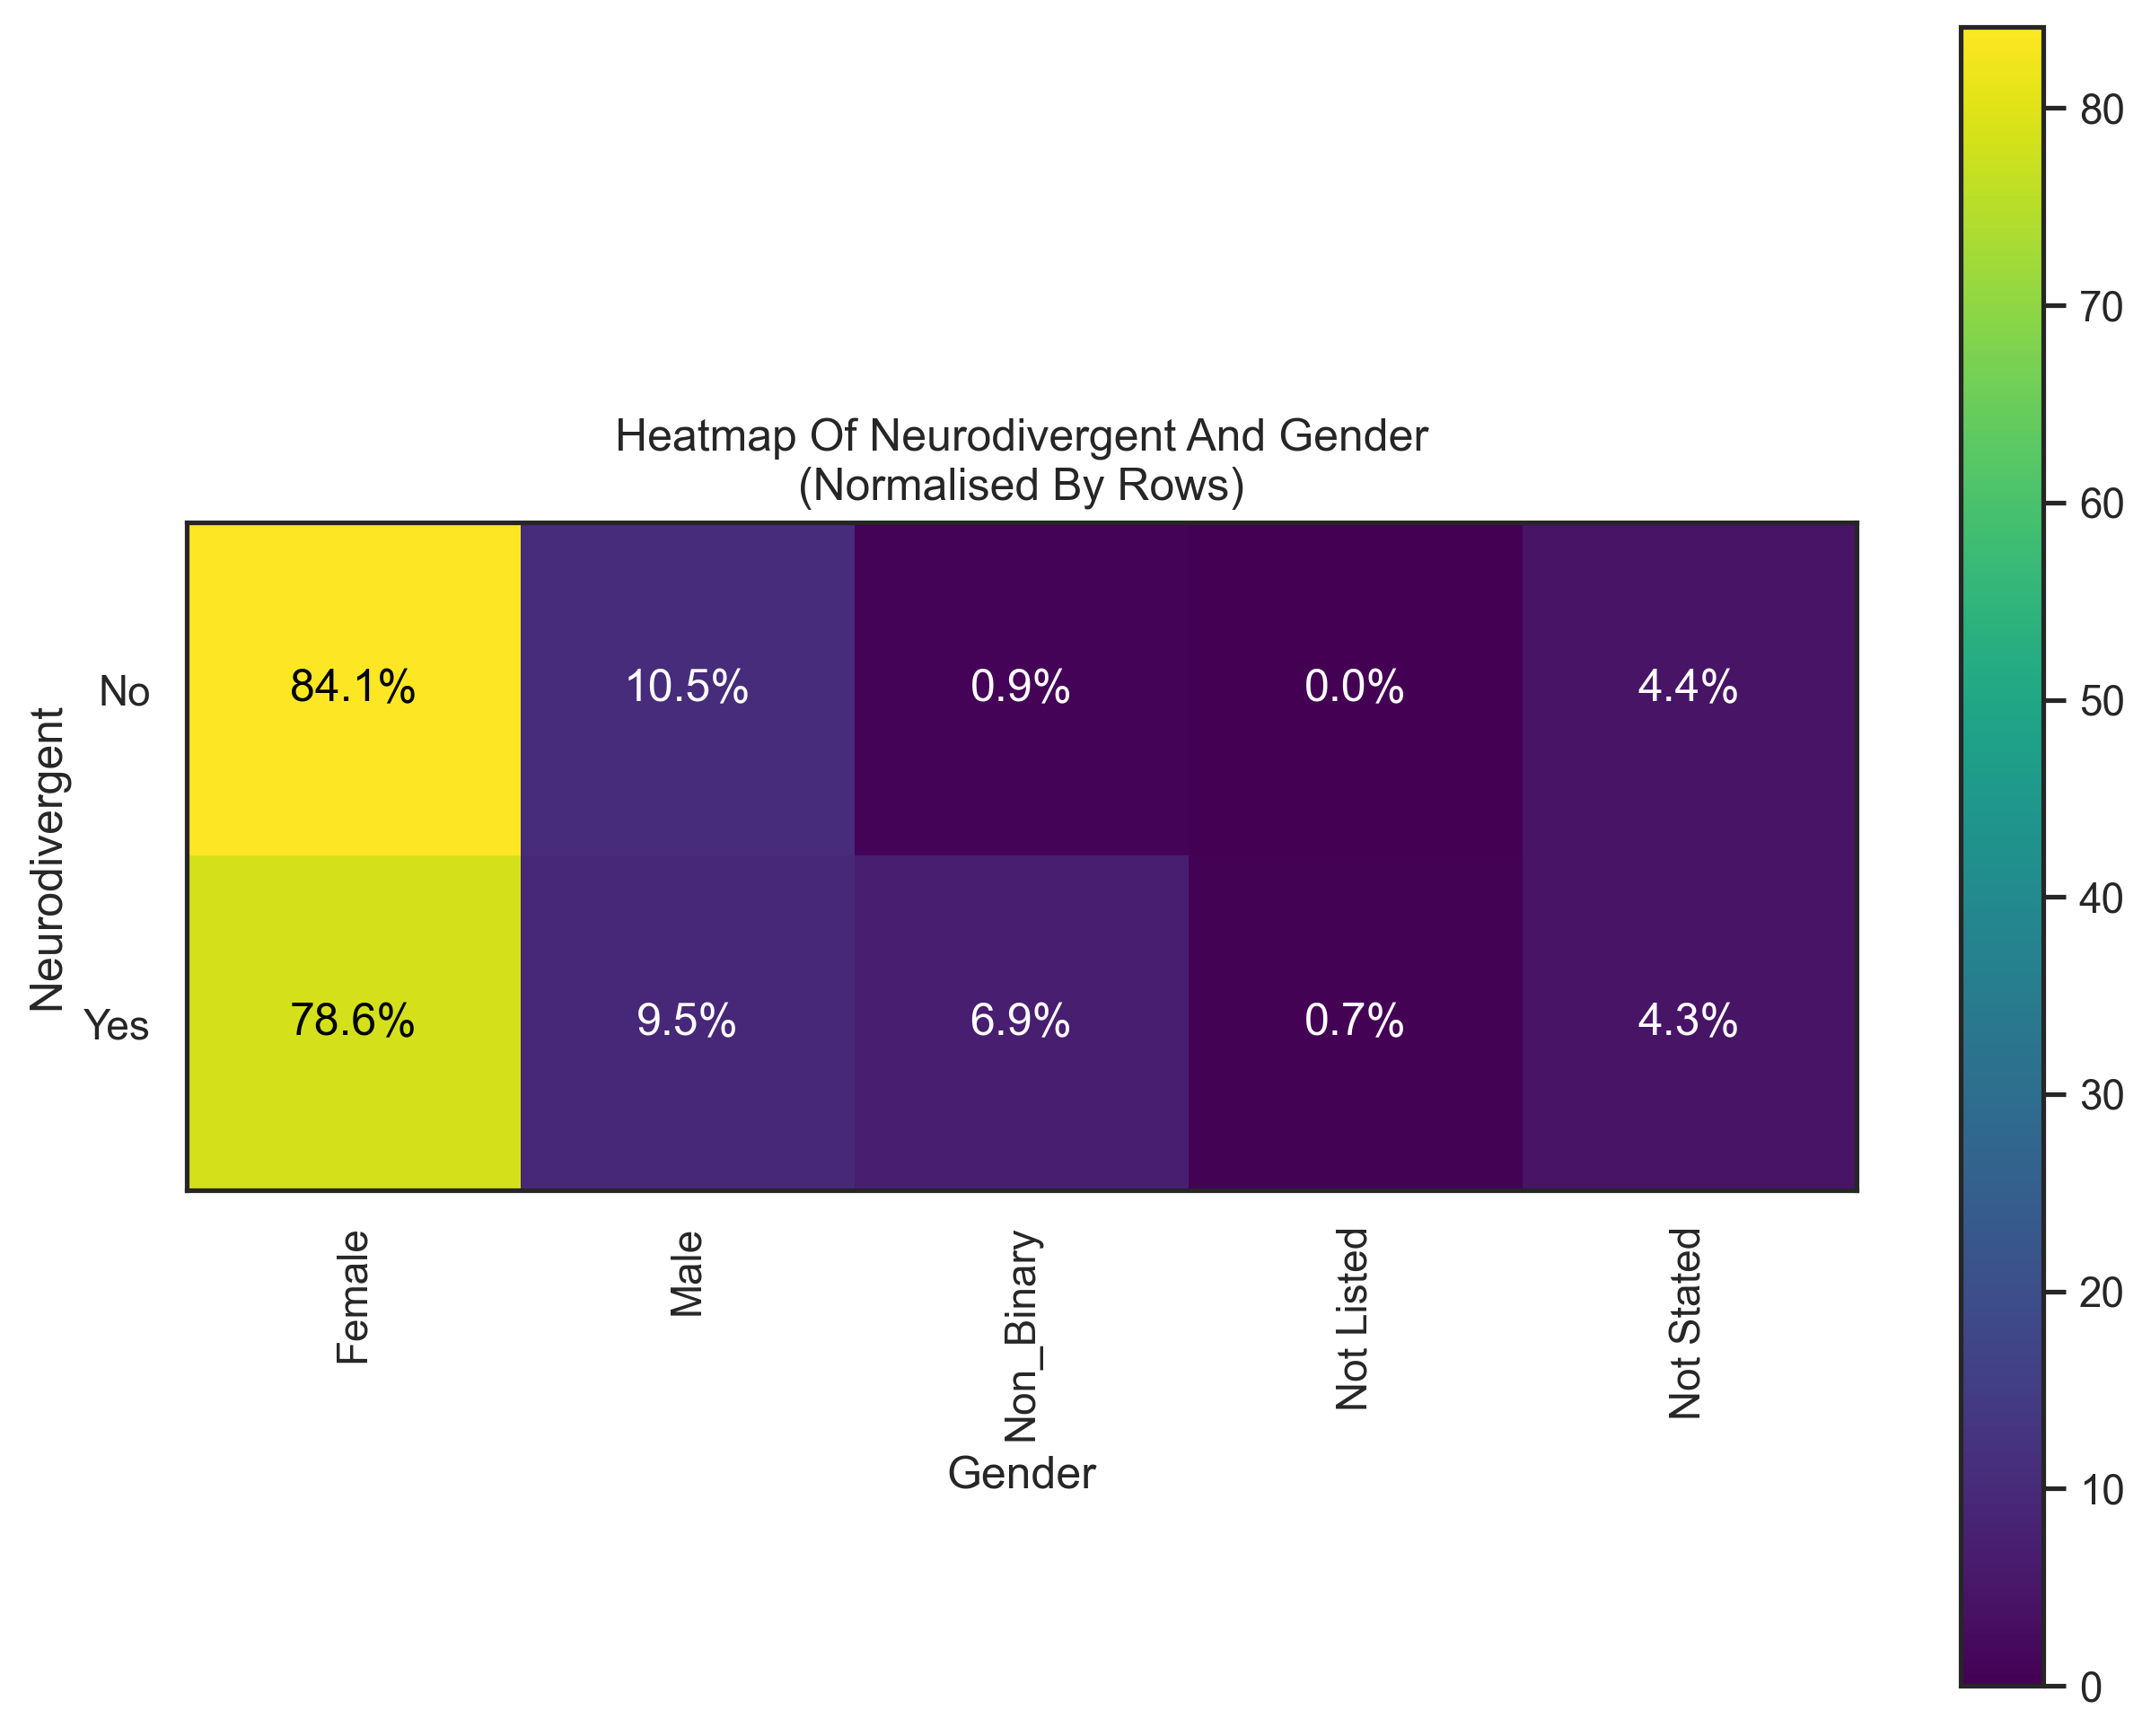 Heatmap Of Neurodivergent And Gender
(Normalised By Rows)
Neurodivergent
No
84.1%
10.5%
0.9%
0.0%
4.4%
Yes
78.6%
9.5%
6.9%
0.7%
4.3%
Female
Male
Non_Binary
Not Listed
Not Stated
Gender
80
70
60
50
40
30
20
10
0